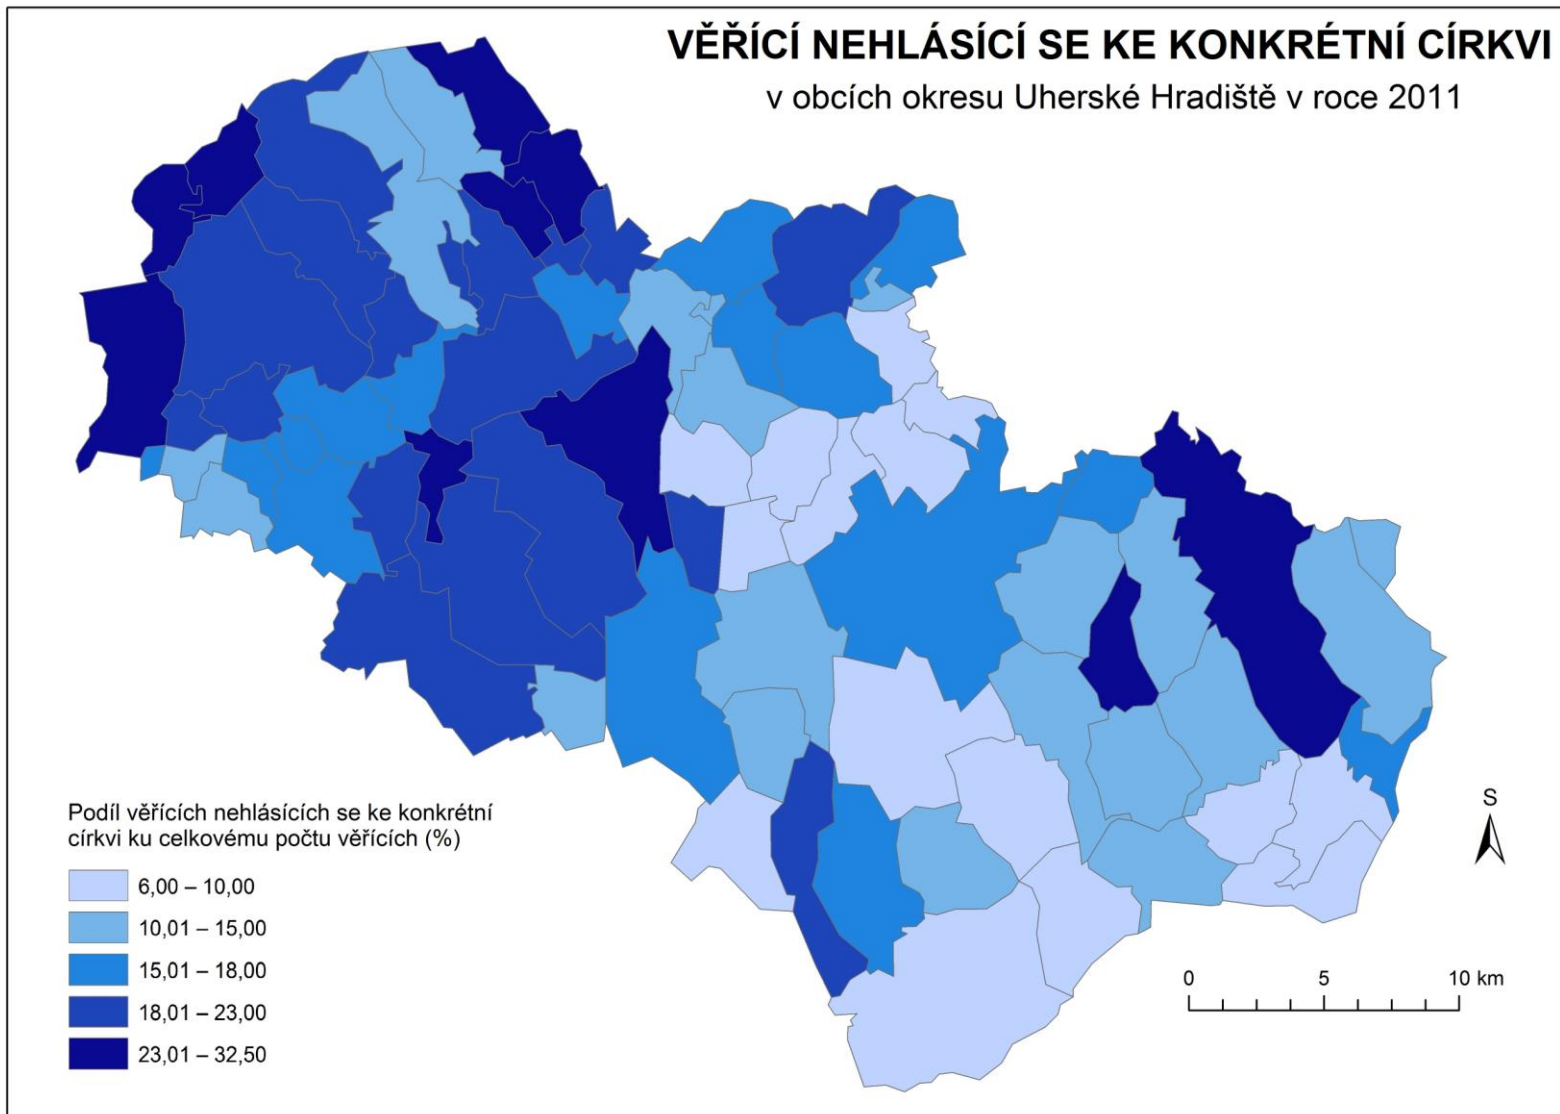 VĚŘÍCÍ NEHLÁSÍCÍ SE KE KONKRÉTNÍ CÍRKVI
v obcích okresu Uherské Hradiště v roce 2011
Podíl věřících nehlásících se ke konkrétní
církvi ku celkovému počtu věřících (%)
6,00 – 10,00
10,01 – 15,00
15,01 – 18,00
18,01 – 23,00
23,01 – 32,50
S
0 5 10 km